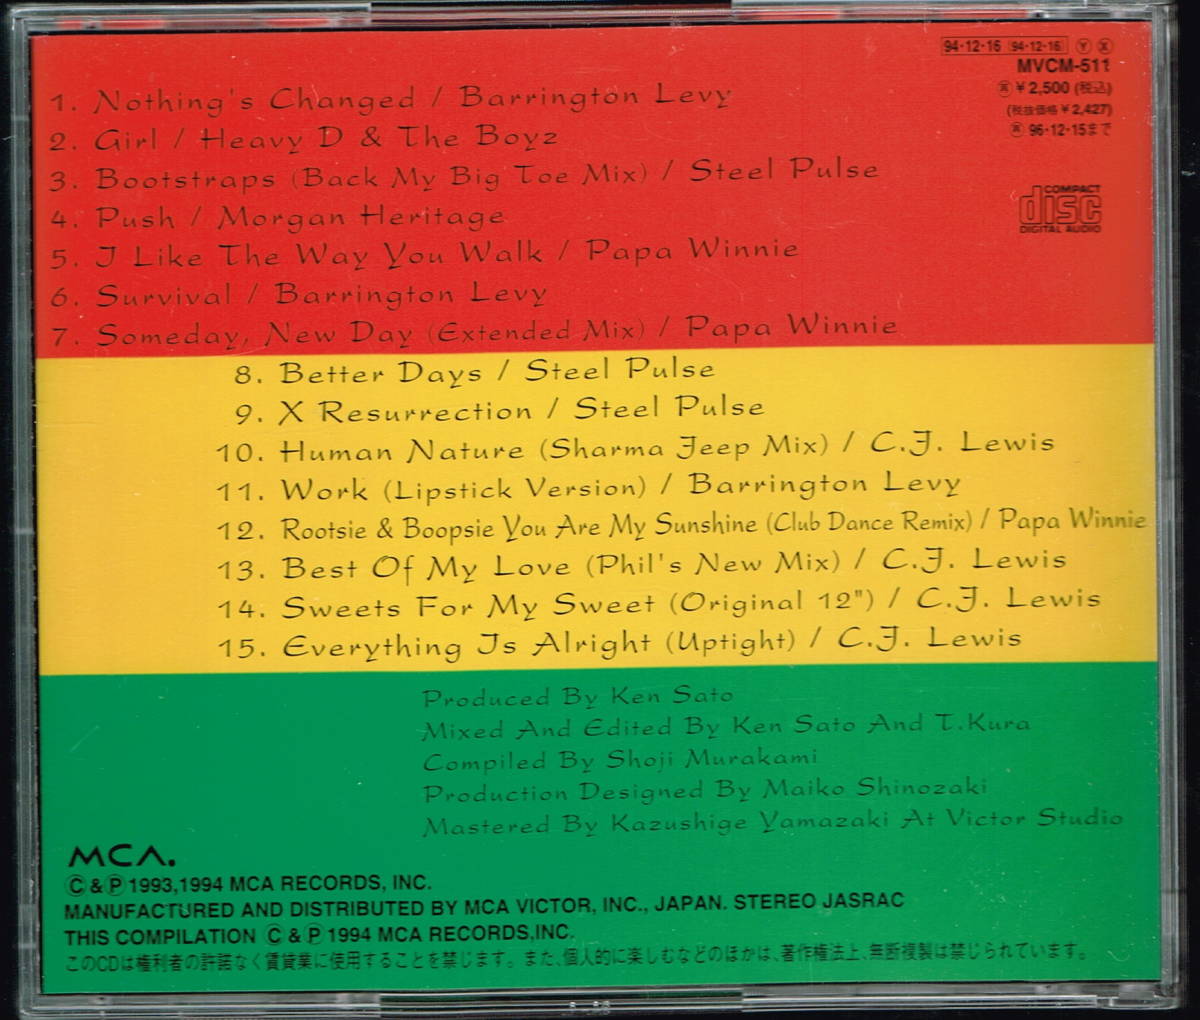 94・12・16 (94・12・16) Ⓨ Ⓧ
MVCM-511
¥2,500 (税込)
(税抜価格¥2,427)
96・12・15まで
COMPACT
disc
DIGITAL AUDIO
1. Nothing's Changed / Barrington Levy
2. Girl / Heavy D & The Boyz
3. Bootstraps (Back My Big Toe Mix) / Steel Pulse
4. Push / Morgan Heritage
5. I Like The Way You Walk / Papa Winnie
6. Survival / Barrington Levy
7. Someday, New Day (Extended Mix) / Papa Winnie
8. Better Days / Steel Pulse
9. X Resurrection / Steel Pulse
10. Human Nature (Sharma Jeep Mix) / C.J. Lewis
11. Work (Lipstick Version) / Barrington Levy
12. Rootsie & Boopsie You Are My Sunshine (Club Dance Remix) / Papa Winnie
13. Best Of My Love (Phil's New Mix) / C.J. Lewis
14. Sweets For My Sweet (Original 12") / C.J. Lewis
15. Everything Is Alright (Uptight) / C.J. Lewis
Produced By Ken Sato
Mixed And Edited By Ken Sato And T.Kura
Compiled By Shoji Murakami
Production Designed By Maiko Shinozaki
Mastered By Kazushige Yamazaki At Victor Studio
MCA.
Ⓒ&Ⓟ1993,1994 MCA RECORDS, INC.
MANUFACTURED AND DISTRIBUTED BY MCA VICTOR, INC., JAPAN. STEREO JASRAC
THIS COMPILATION Ⓒ&Ⓟ1994 MCA RECORDS,INC.
このCDは権利者の許諾なく賃貸業に使用することを禁じます。また、個人的に楽しむなどのほかは、著作権法上、無断複製は禁じられています。